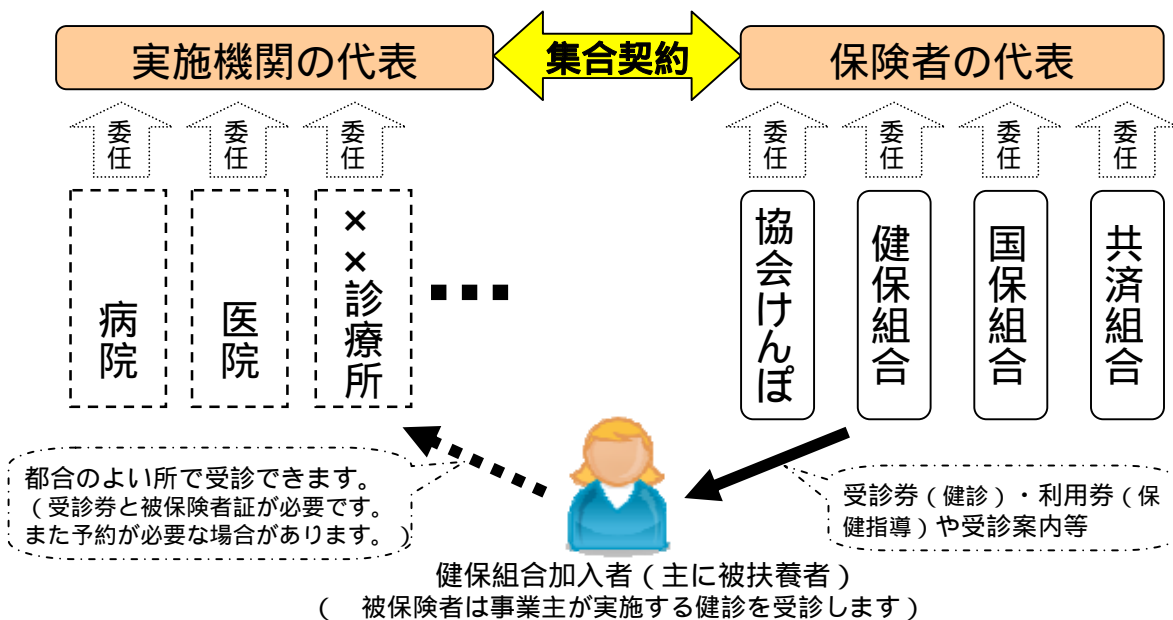 実施機関の代表
集合契約
保険者の代表
委任
委任
委任
委任
委任
委任
委任
病院
医院
××診療所
協会けんぽ
健保組合
国保組合
共済組合
都合のよい所で受診できます。
（受診券と被保険者証が必要です。
また予約が必要な場合があります。）
受診券（健診）・利用券（保
健指導）や受診案内等
健保組合加入者（主に被扶養者）
（　被保険者は事業主が実施する健診を受診します）